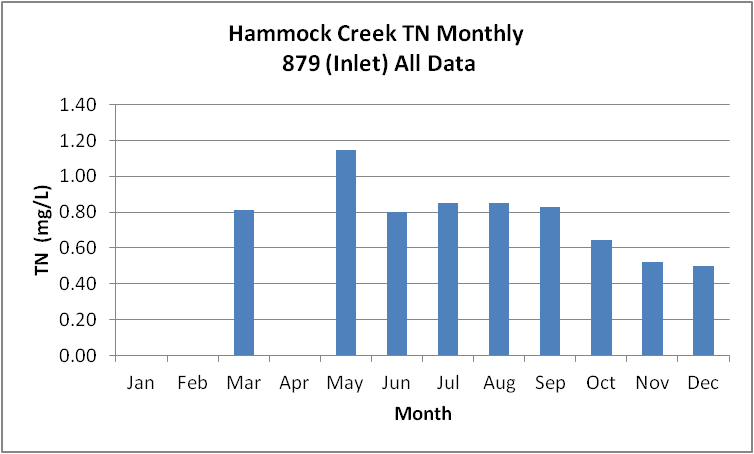 Hammock Creek TN Monthly
879 (Inlet) All Data
1.40
1.20
1.00
0.80
0.60
0.40
0.20
0.00
TN (mg/L)
Jan Feb Mar Apr May Jun Jul Aug Sep Oct Nov Dec
Month